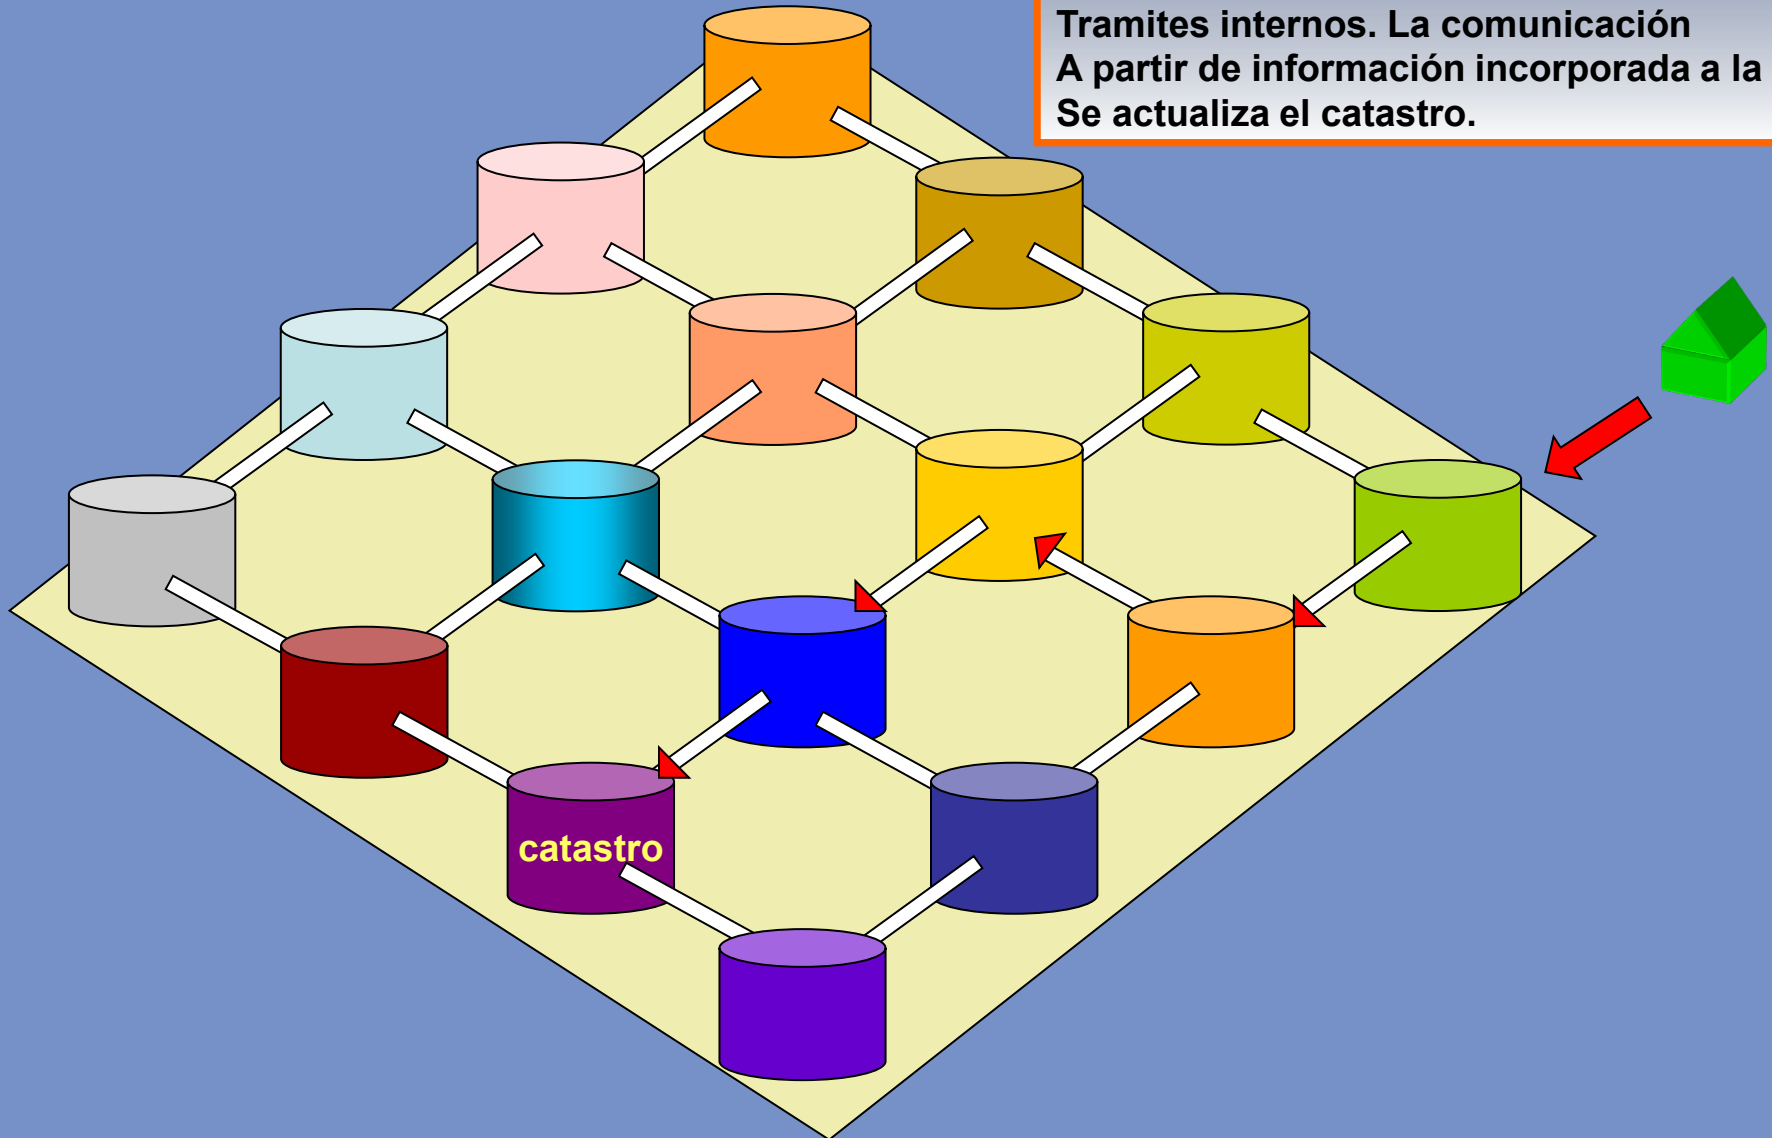 Tramites internos. La comunicación
A partir de información incorporada a la
Se actualiza el catastro.
catastro